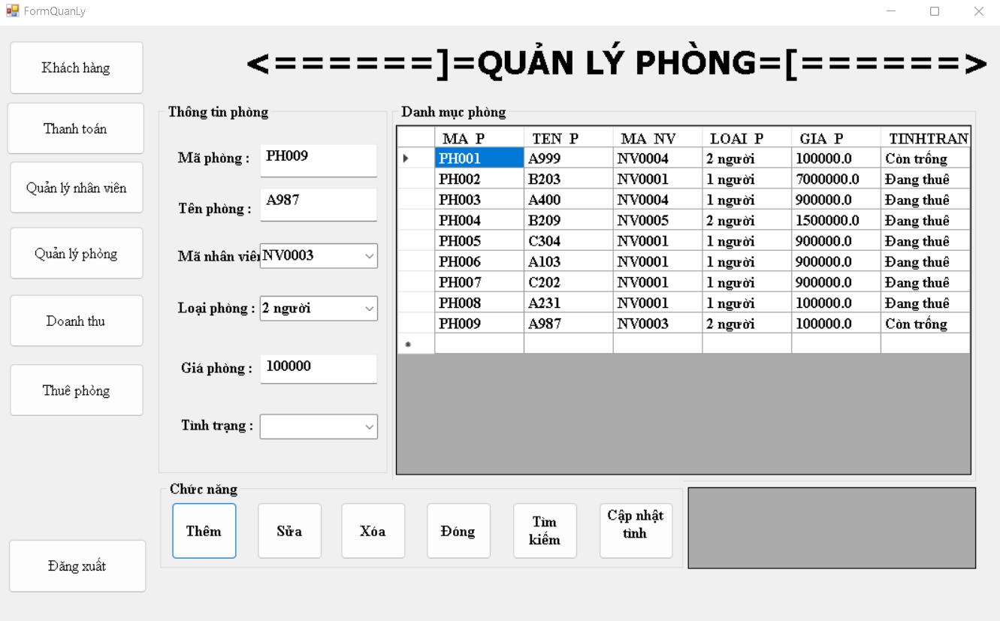 FormQuanLy
<======]=QUẢN LÝ PHÒNG=[======>
Khách hàng
Thanh toán
Quản lý nhân viên
Quản lý phòng
Doanh thu
Thuê phòng
Đăng xuất
Thông tin phòng
Mã phòng : PH009
Tên phòng : A987
Mã nhân viên NV0003
Loại phòng : 2 người
Giá phòng : 100000
Tình trạng :
Danh mục phòng
MA P TEN P MA NV LOAI P GIA P TINHTRAN
PH001 A999 NV0004 2 người 100000.0 Còn trống
PH002 B203 NV0001 1 người 7000000.0 Đang thuê
PH003 A400 NV0004 1 người 900000.0 Đang thuê
PH004 B209 NV0005 2 người 1500000.0 Đang thuê
PH005 C304 NV0001 1 người 900000.0 Đang thuê
PH006 A103 NV0001 1 người 900000.0 Đang thuê
PH007 C202 NV0001 1 người 900000.0 Đang thuê
PH008 A231 NV0001 1 người 100000.0 Đang thuê
PH009 A987 NV0003 2 người 100000.0 Còn trống
Chức năng
Thêm
Sửa
Xóa
Đóng
Tìm
kiếm
Cập nhật
tình